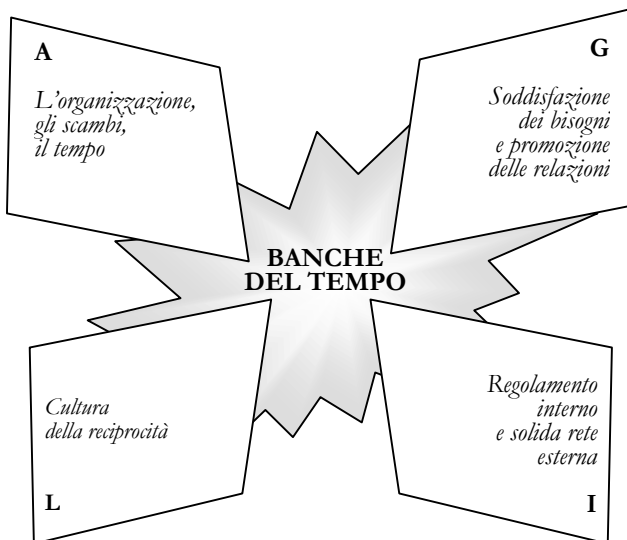 A
L'organizzazione,
gli scambi,
il tempo
G
Soddisfazione
dei bisogni
e promozione
delle relazioni
BANCHE
DEL TEMPO
Cultura
della reciprocità
L
Regolamento
interno
e solida rete
esterna
I